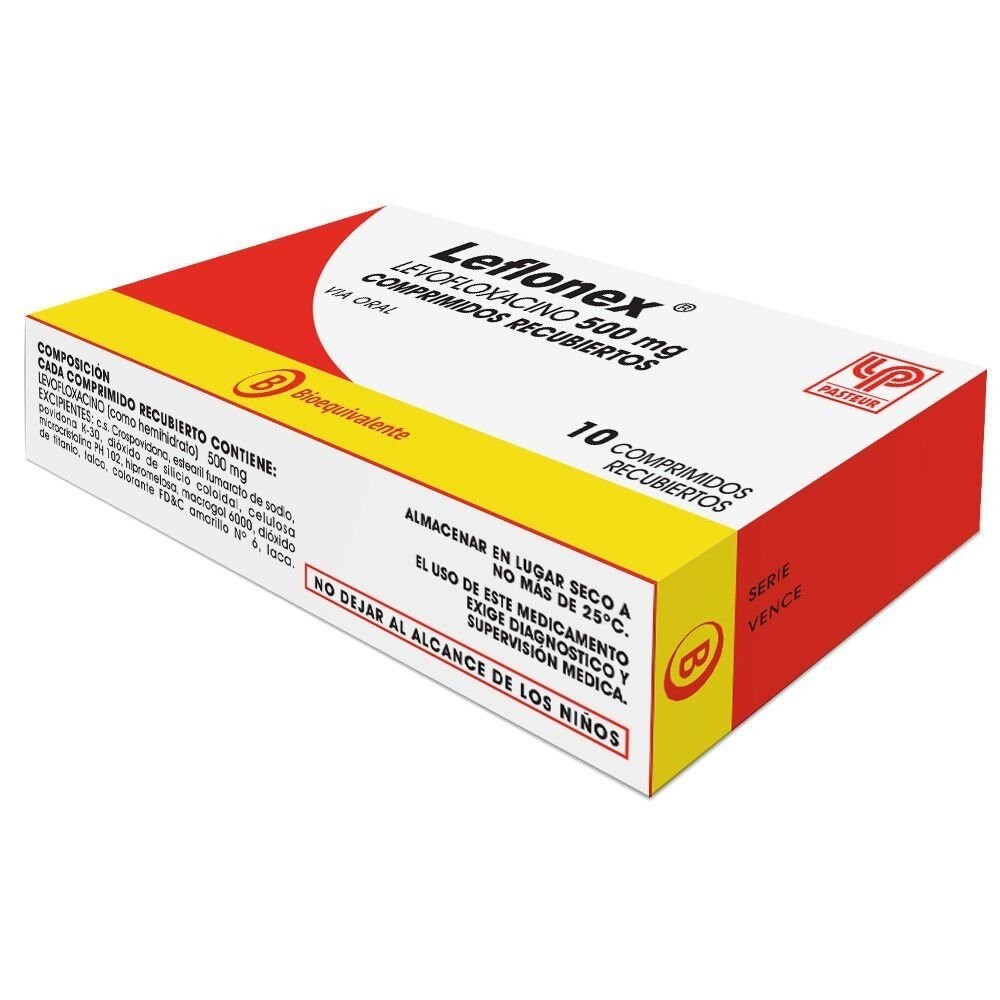 Leflonex ®
LEVOFLOXACINO 500 mg
COMPRIMIDOS RECUBIERTOS
VIA ORAL
LP
PASTEUR
10 COMPRIMIDOS
RECUBIERTOS
B Bioequivalente
COMPOSICIÓN
CADA COMPRIMIDO RECUBIERTO CONTIENE:
LEVOFLOXACINO (como hemihidrato) 500 mg
EXCIPIENTES: c.s. Crospovidona, estearil fumarato de sodio,
povidona K-30, dióxido de silicio coloidal, celulosa
microcristalina PH 102, hipromelosa, macrogol 6000, dióxido
de titanio, talco, colorante FD&C amarillo Nº 6, laca.
ALMACENAR EN LUGAR SECO A
NO MÁS DE 25°C.
EL USO DE ESTE MEDICAMENTO
EXIGE DIAGNOSTICO Y
SUPERVISIÓN MEDICA.
NO DEJAR AL ALCANCE DE LOS NIÑOS
B
SERIE
VENCE